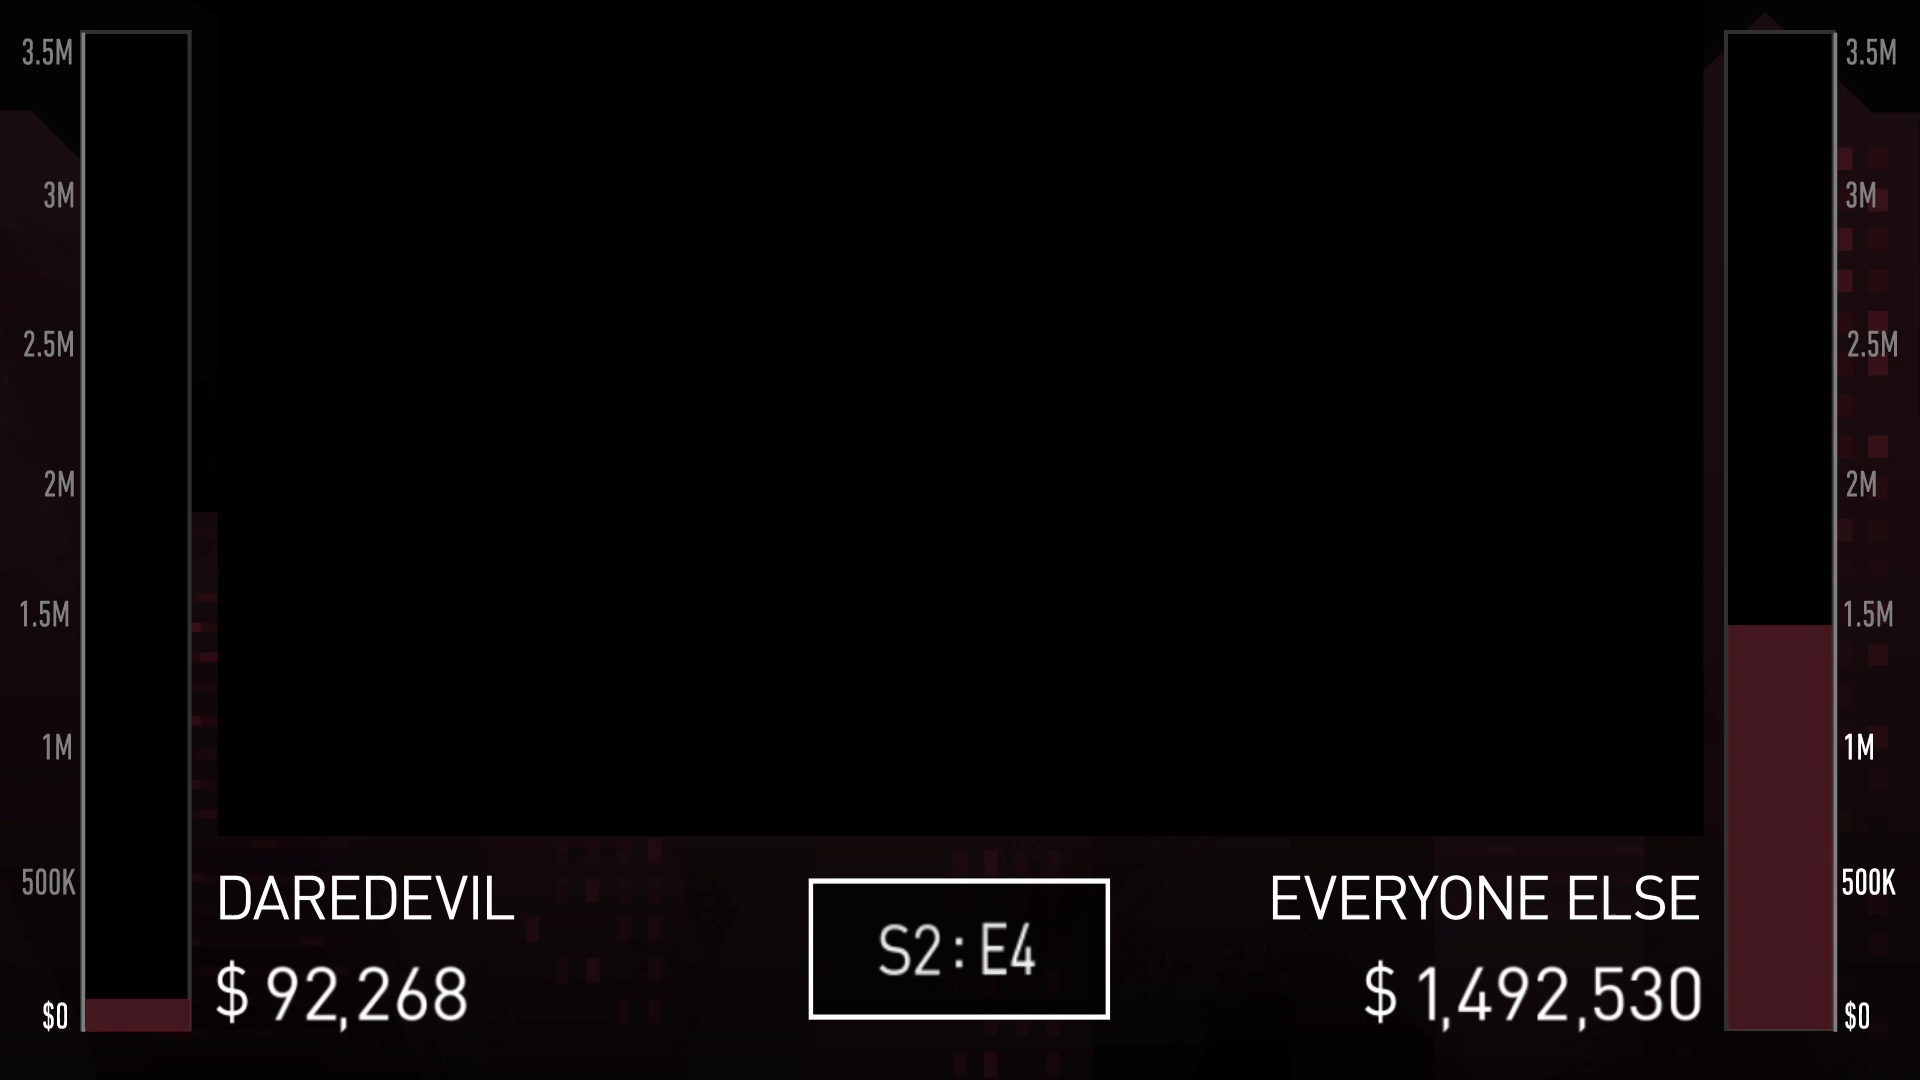 3.5M
3M
2.5M
2M
1.5M
1M
500K
$0
DAREDEVIL
$ 92,268
S2 : E4
EVERYONE ELSE
$ 1,492,530
3.5M
3M
2.5M
2M
1.5M
1M
500K
$0